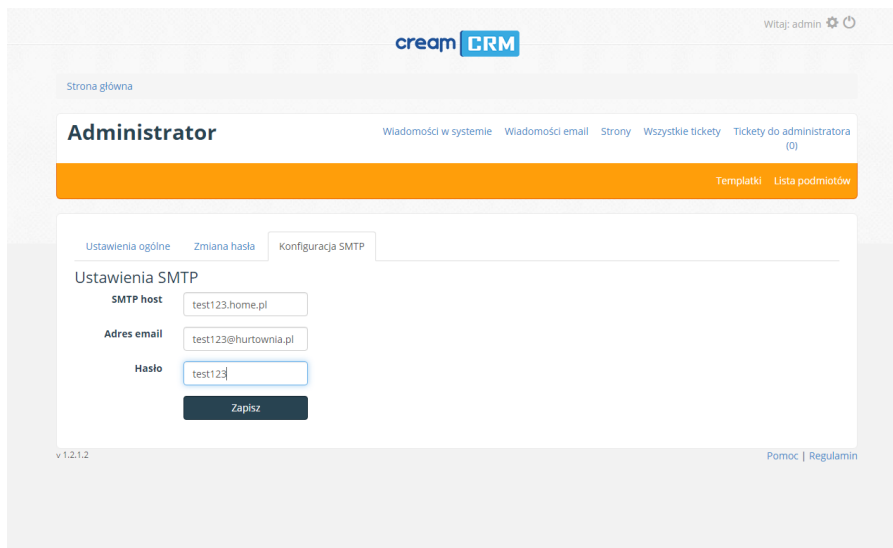 Witaj: admin
cream CRM
Strona główna
Administrator
Wiadomości w systemie Wiadomości email Strony Wszystkie tickety Tickety do administratora
(0)
Templatki Lista podmiotów
Ustawienia ogólne Zmiana hasła Konfiguracja SMTP
Ustawienia SMTP
SMTP host test123.home.pl
Adres email test123@hurtownia.pl
Hasło test123
Zapisz
v 1.2.1.2 Pomoc | Regulamin